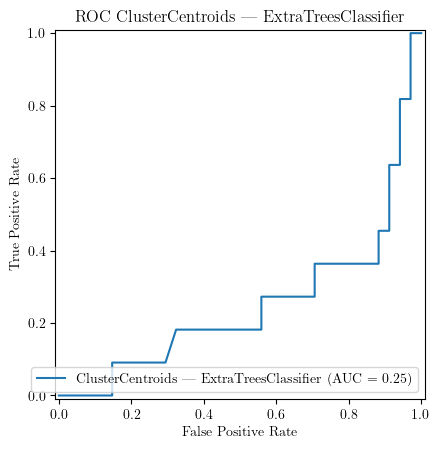 ROC ClusterCentroids — ExtraTreesClassifier
True Positive Rate
1.0
0.8
0.6
0.4
0.2
0.0
ClusterCentroids — ExtraTreesClassifier (AUC = 0.25)
0.0 0.2 0.4 0.6 0.8 1.0
False Positive Rate